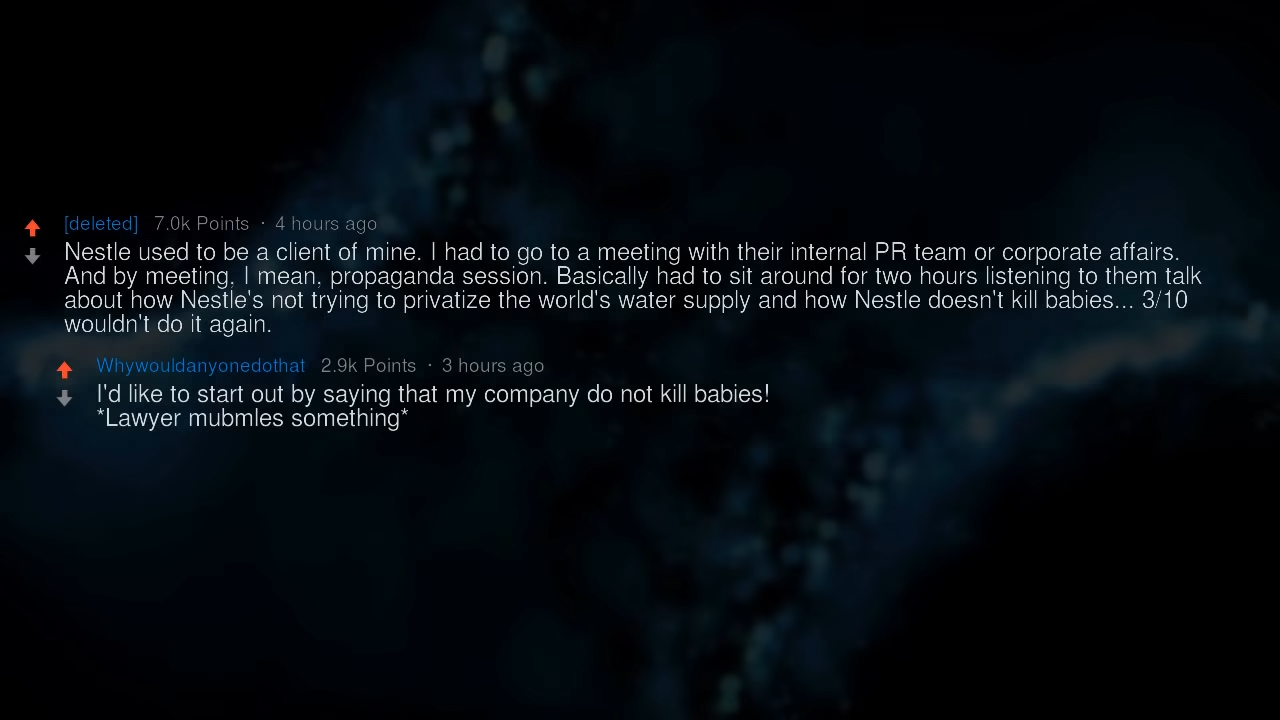 [deleted] 7.0k Points · 4 hours ago
Nestle used to be a client of mine. I had to go to a meeting with their internal PR team or corporate affairs.
And by meeting, I mean, propaganda session. Basically had to sit around for two hours listening to them talk
about how Nestle's not trying to privatize the world's water supply and how Nestle doesn't kill babies... 3/10
wouldn't do it again.
Whywouldanyonedothat 2.9k Points · 3 hours ago
I'd like to start out by saying that my company do not kill babies!
*Lawyer mubmles something*